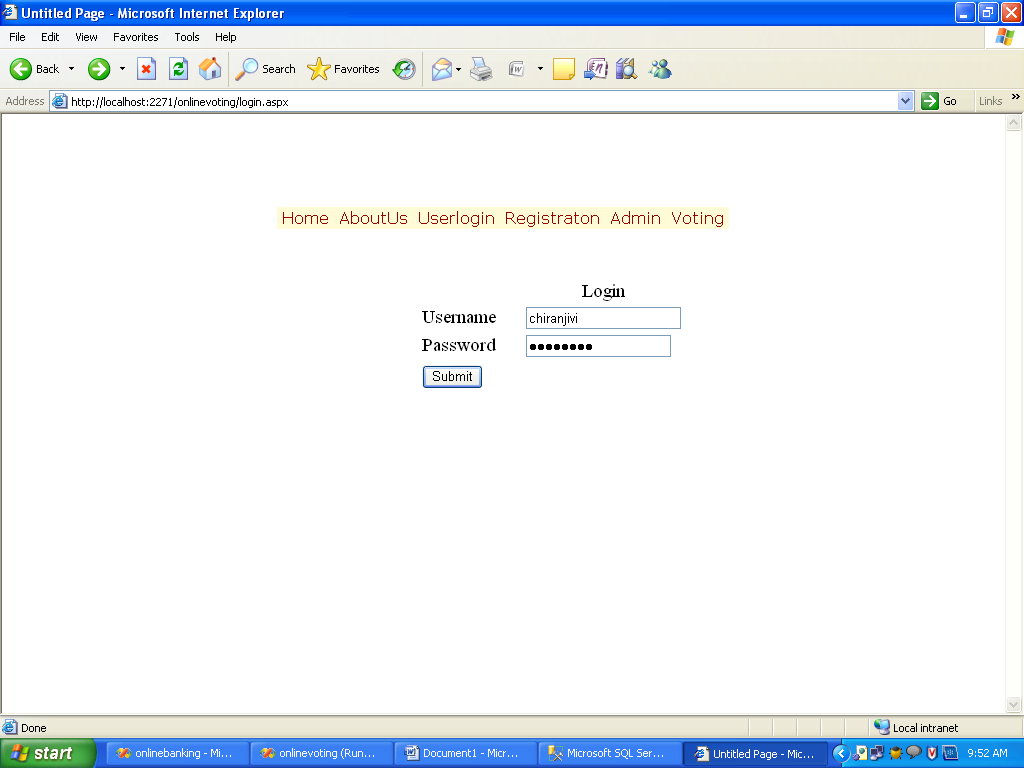 Untitled Page - Microsoft Internet Explorer
File Edit View Favorites Tools Help
Back Search Favorites
Address http://localhost:2271/onlinevoting/login.aspx Go Links »
Home AboutUs Userlogin Registraton Admin Voting
Login
Username chiranjivi
Password ●●●●●●●●
Submit
Done Local intranet
start onlinebanking - Mi... onlinevoting (Run... Document1 - Micr... Microsoft SQL Ser... Untitled Page - Mic... 9:52 AM